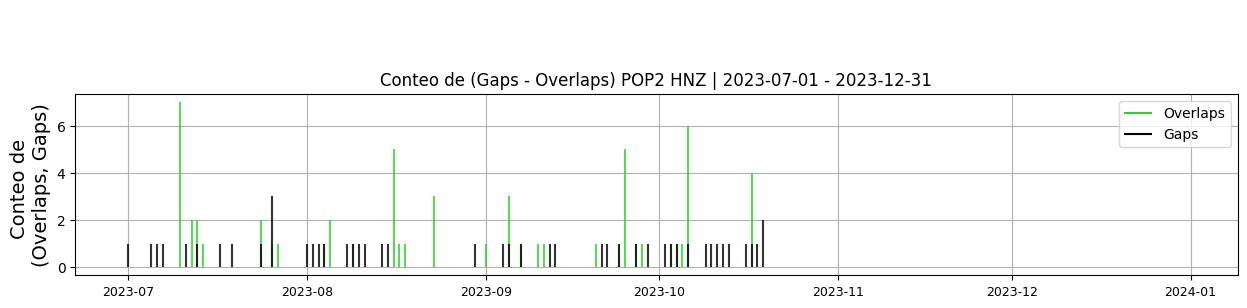 Conteo de (Gaps - Overlaps) POP2 HNZ | 2023-07-01 - 2023-12-31
Conteo de
(Overlaps, Gaps)
6
4
2
0
Overlaps
Gaps
2023-07
2023-08
2023-09
2023-10
2023-11
2023-12
2024-01